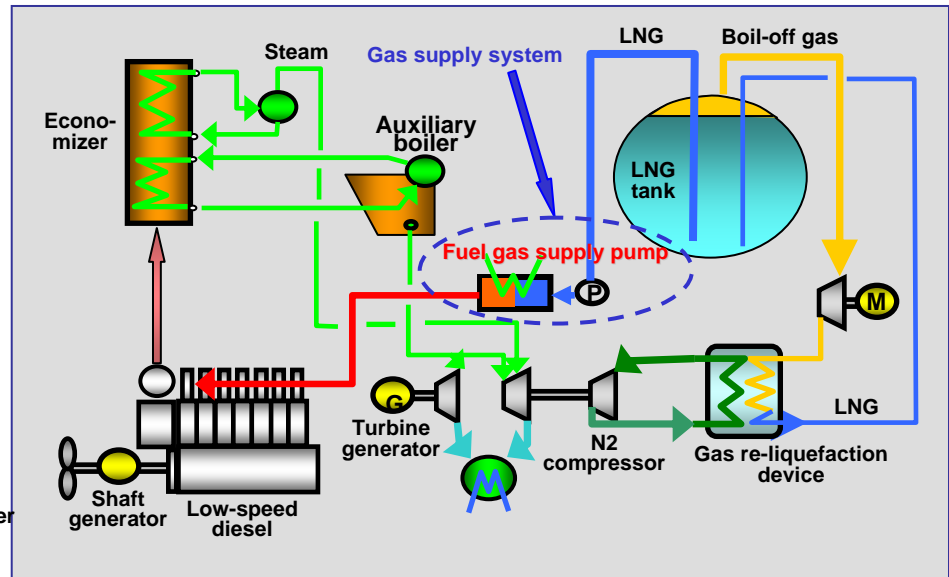 LNG
Boil-off gas
Steam
Gas supply system
Econo-
mizer
Auxiliary
boiler
LNG
tank
Fuel gas supply pump
P
M
G
Turbine
generator
N2
compressor
LNG
Gas re-liquefaction
device
Shaft
generator
Low-speed
diesel
er